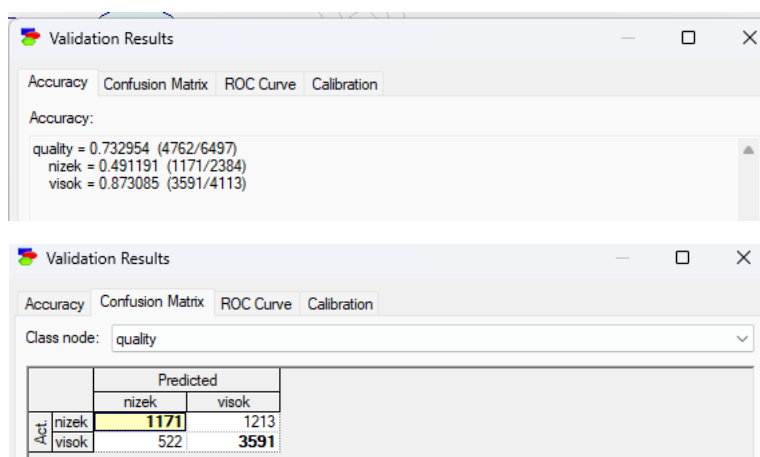 Validation Results
Accuracy Confusion Matrix ROC Curve Calibration
Accuracy:
quality = 0.732954 (4762/6497)
nizek = 0.491191 (1171/2384)
visok = 0.873085 (3591/4113)
Validation Results
Accuracy Confusion Matrix ROC Curve Calibration
Class node: quality
Predicted
nizek visok
Act. nizek 1171 1213
visok 522 3591